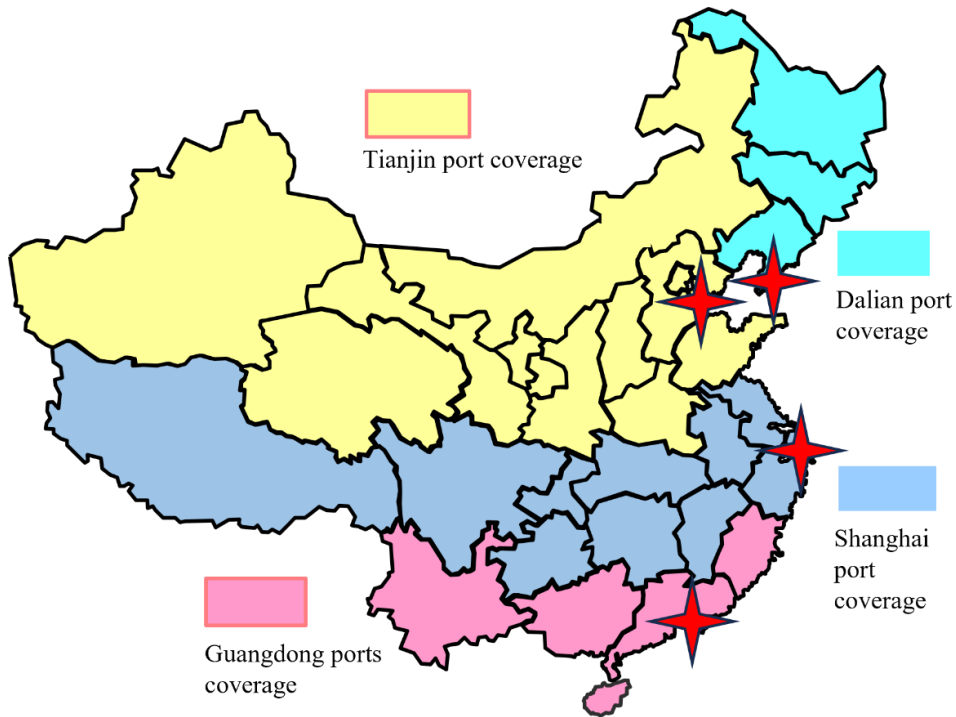 Tianjin port coverage
Dalian port
coverage
Shanghai
port
coverage
Guangdong ports
coverage